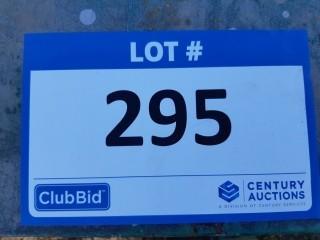 LOT #
295
ClubBid
CENTURY
AUCTIONS
A DIVISION OF CENTURY SERVICES